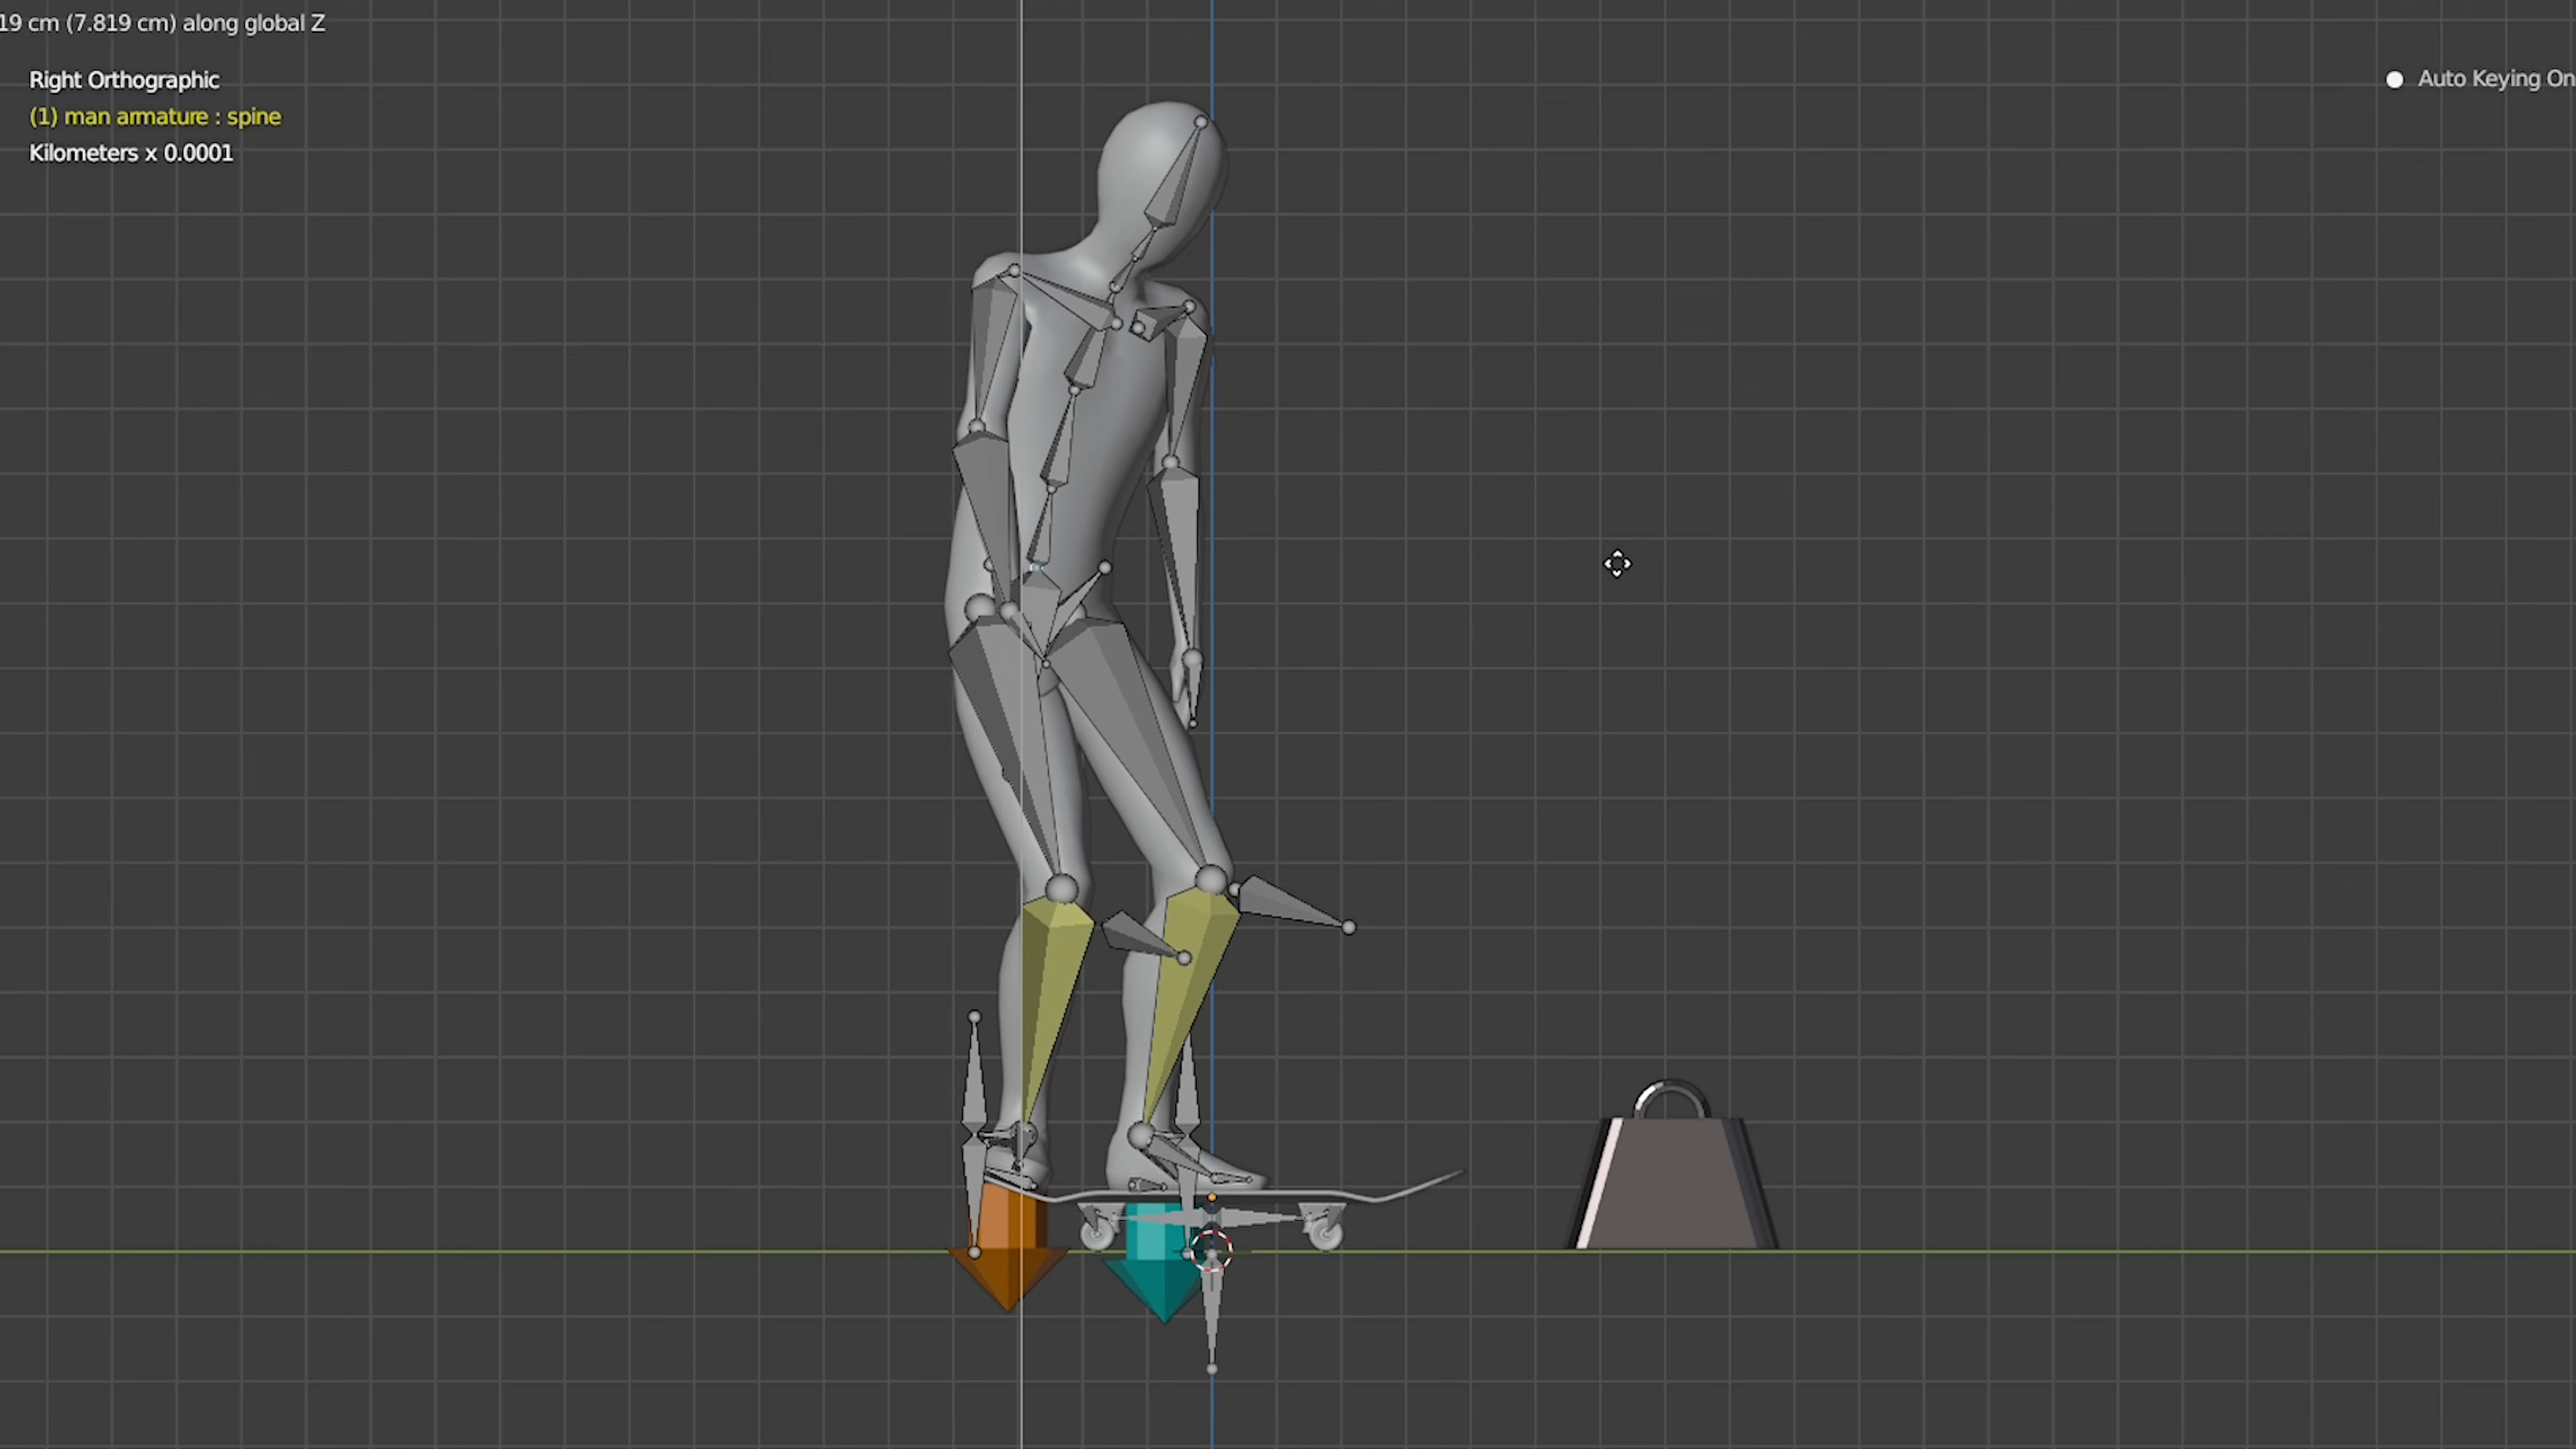 19 cm (7.819 cm) along global Z
Right Orthographic
Auto Keying On
(1) man armature : spine
Kilometers x 0.0001